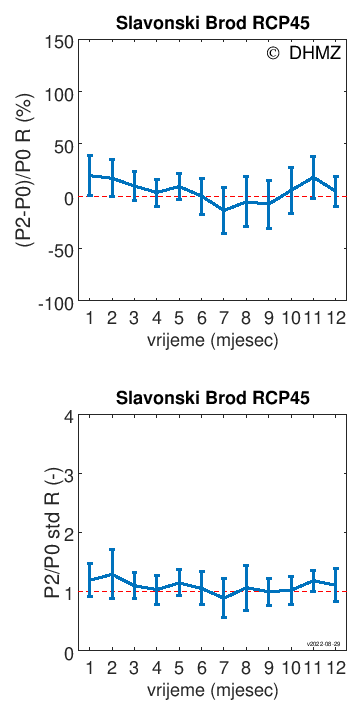 Slavonski Brod RCP45
© DHMZ
150
100
50
0
-50
-100
(P2-P0)/P0 R (%)
1 2 3 4 5 6 7 8 9 10 11 12
vrijeme (mjesec)
Slavonski Brod RCP45
4
3
2
1
0
P2/P0 std R (-)
v2022-08-29
1 2 3 4 5 6 7 8 9 10 11 12
vrijeme (mjesec)